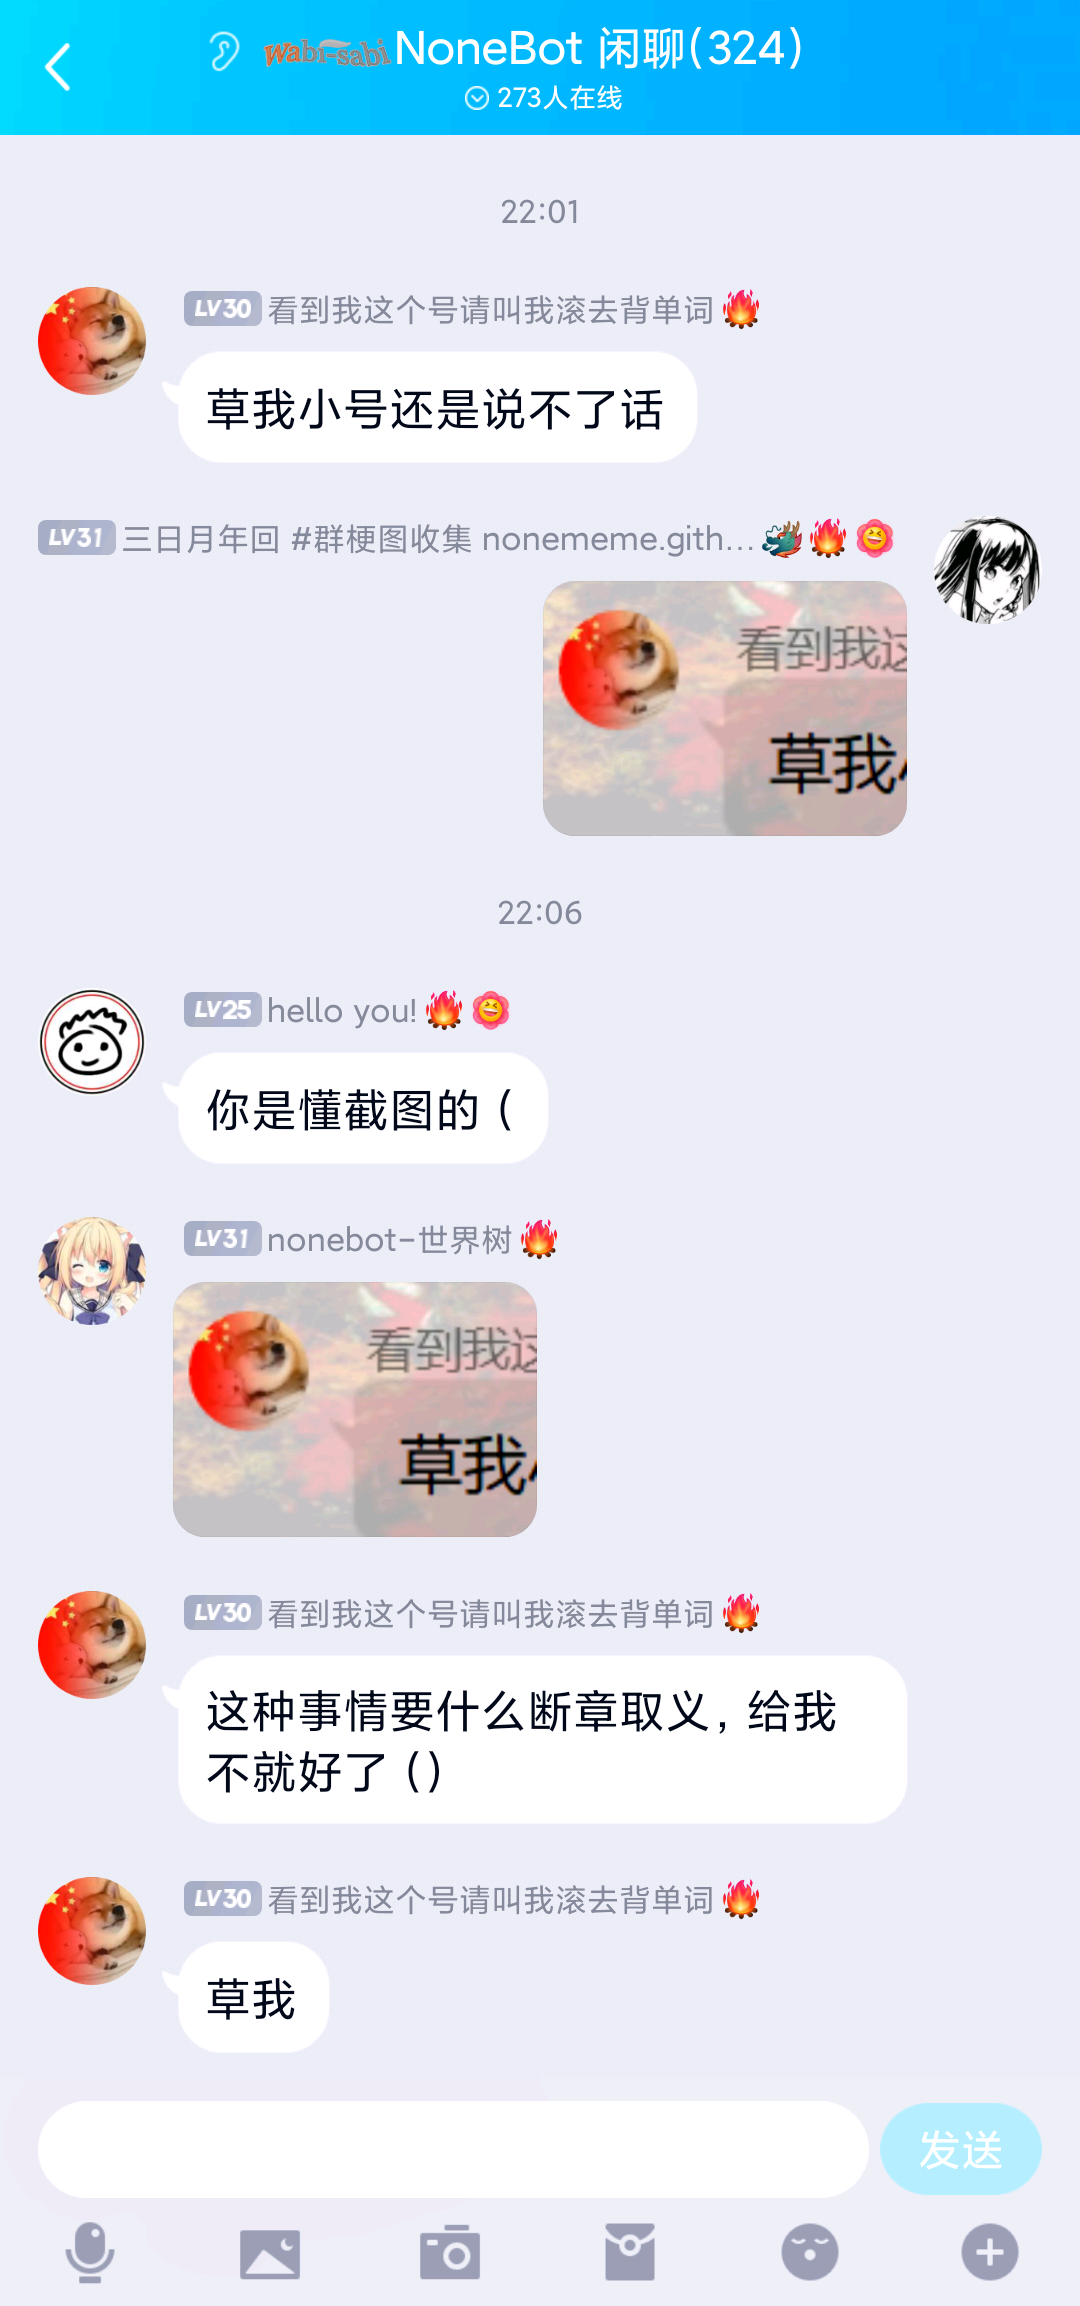 Wabi-sabi NoneBot 闲聊(324)
273人在线
22:01
LV30 看到我这个号请叫我滚去背单词
草我小号还是说不了话
LV31 三日月年回 #群梗图收集 nonememe.gith...
看到我这
草我
22:06
LV25 hello you!
你是懂截图的（
LV31 nonebot-世界树
看到我这
草我
LV30 看到我这个号请叫我滚去背单词
这种事情要什么断章取义，给我
不就好了（）
LV30 看到我这个号请叫我滚去背单词
草我
发送